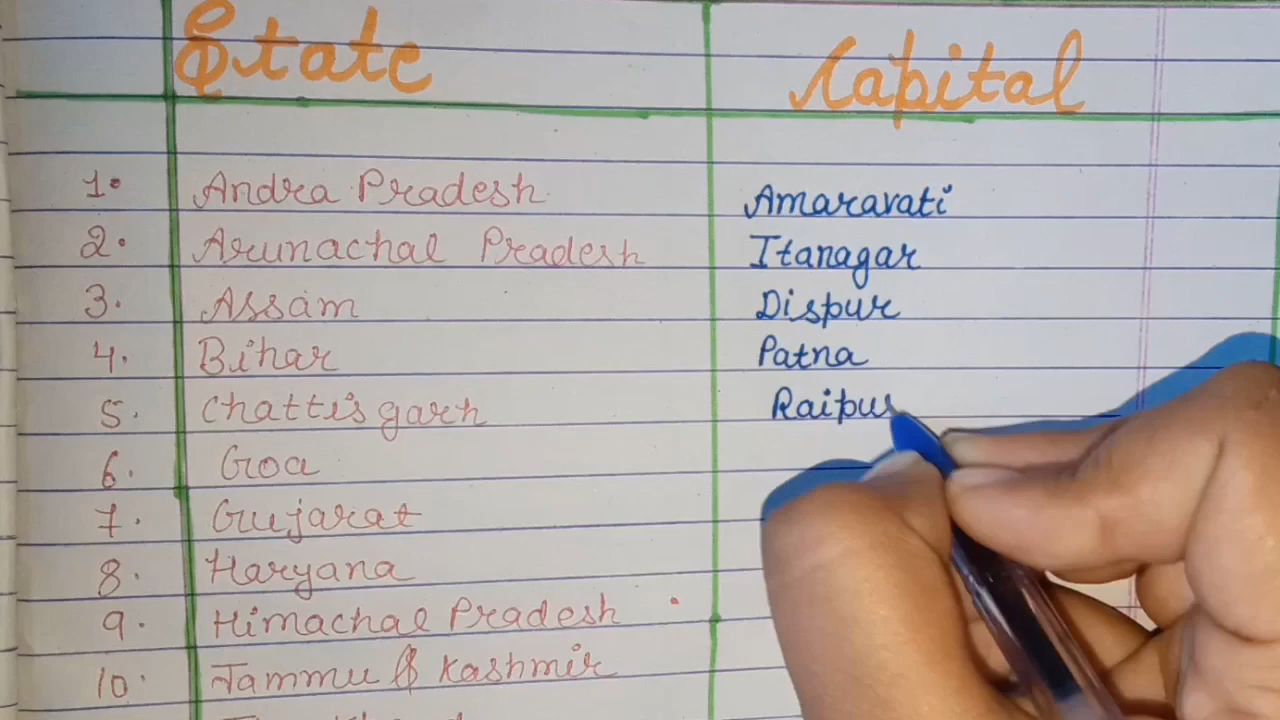 State Capital
1. Andra Pradesh Amaravati
2. Arunachal Pradesh Itanagar
3. Assam Dispur
4. Bihar Patna
5. Chattisgarh Raipur
6. Goa
7. Gujarat
8. Haryana
9. Himachal Pradesh
10. Jammu & Kashmir